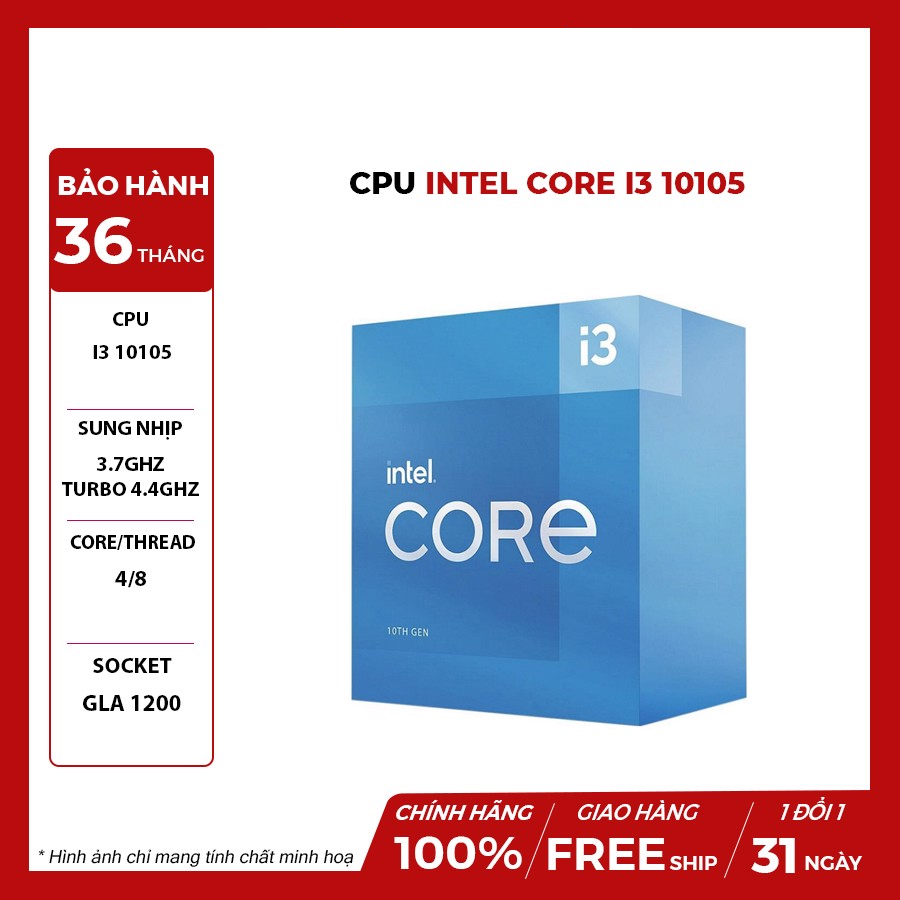 BẢO HÀNH
36 THÁNG
CPU
I3 10105
SUNG NHỊP
3.7GHZ
TURBO 4.4GHZ
CORE/THREAD
4/8
SOCKET
GLA 1200
CPU INTEL CORE I3 10105
i3
intel.
CORe
10TH GEN
* Hình ảnh chỉ mang tính chất minh hoạ
CHÍNH HÃNG
100%
GIAO HÀNG
FREE SHIP
1 ĐỔI 1
31 NGÀY